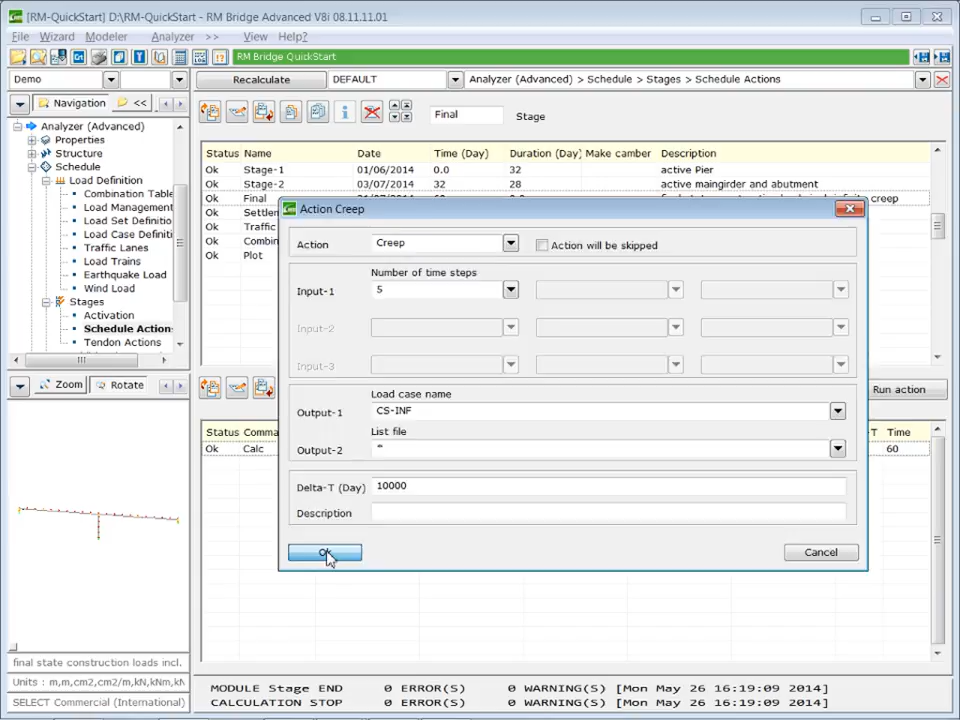 [RM-QuickStart] D:\RM-QuickStart - RM Bridge Advanced V8i 08.11.11.01
File Wizard Modeler Analyzer >> View Help?
RM Bridge QuickStart
Demo Recalculate DEFAULT Analyzer (Advanced) > Schedule > Stages > Schedule Actions
Navigation <<
Final Stage
Analyzer (Advanced)
Properties
Structure
Schedule
Load Definition
Combination Table
Load Management
Load Set Definitio
Load Case Definiti
Traffic Lanes
Load Trains
Earthquake Load
Wind Load
Stages
Activation
Schedule Action
Tendon Actions
Status Name Date Time (Day) Duration (Day) Make camber Description
Ok Stage-1 01/06/2014 0.0 32 active Pier
Ok Stage-2 03/07/2014 32 28 active maingirder and abutment
Ok Final creep
Ok Settlen
Ok Traffic
Ok Combin
Ok Plot
Action Creep
Action Creep Action will be skipped
Number of time steps
Input-1 5
Input-2
Input-3
Load case name
Output-1 CS-INF
List file
Output-2 *
Delta-T (Day) 10000
Description
Ok Cancel
Zoom Rotate
Run action
Status Comma
-T Time
Ok Calc 60
final state construction loads incl.
Units : m,m,cm2,cm2/m,kN,kNm,kN
SELECT Commercial (International)
MODULE Stage END 0 ERROR(S) 0 WARNING(S) [Mon May 26 16:19:09 2014]
CALCULATION STOP 0 ERROR(S) 0 WARNING(S) [Mon May 26 16:19:09 2014]